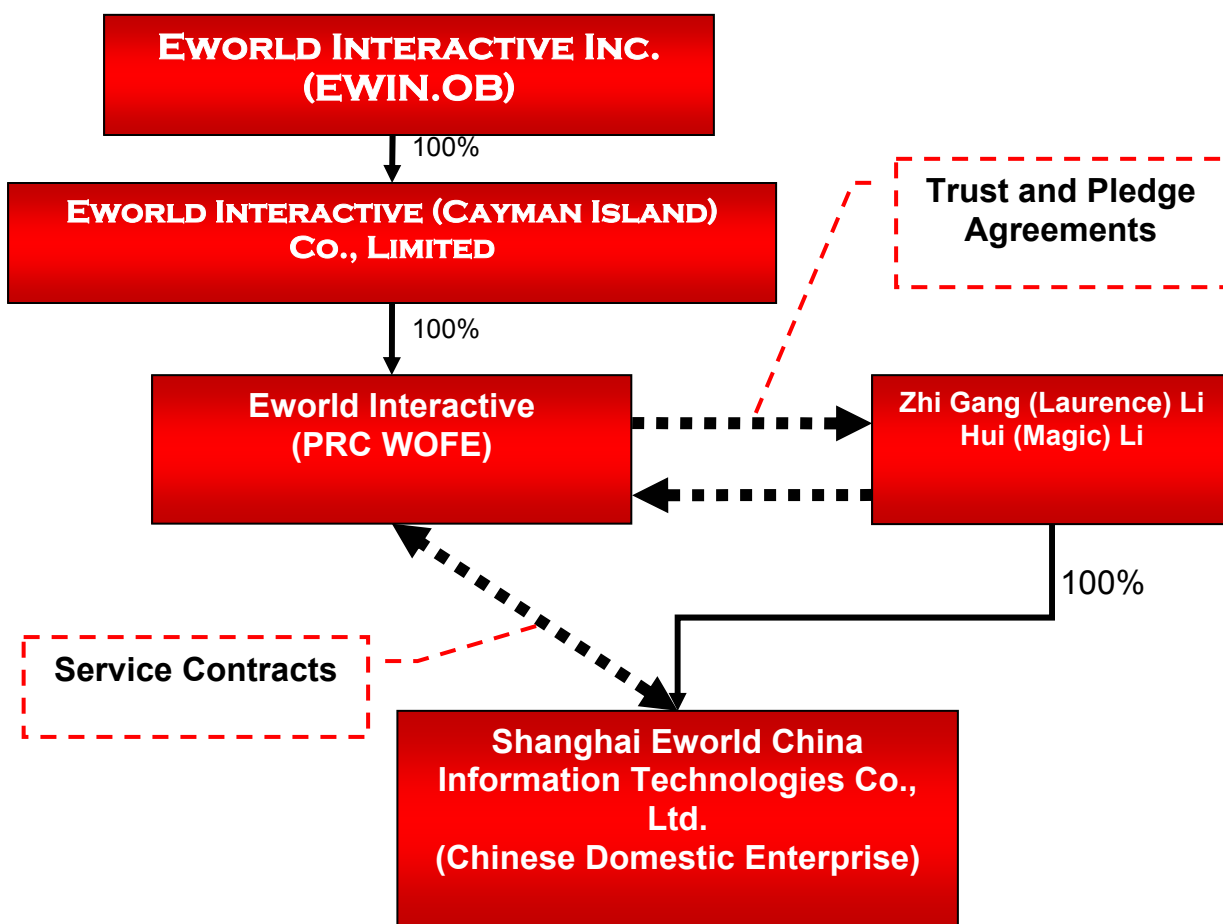 EWORLD INTERACTIVE INC.
(EWIN.OB)
100%
EWORLD INTERACTIVE (CAYMAN ISLAND)
CO., LIMITED
Trust and Pledge
Agreements
100%
Eworld Interactive
(PRC WOFE)
Zhi Gang (Laurence) Li
Hui (Magic) Li
100%
Service Contracts
Shanghai Eworld China
Information Technologies Co.,
Ltd.
(Chinese Domestic Enterprise)